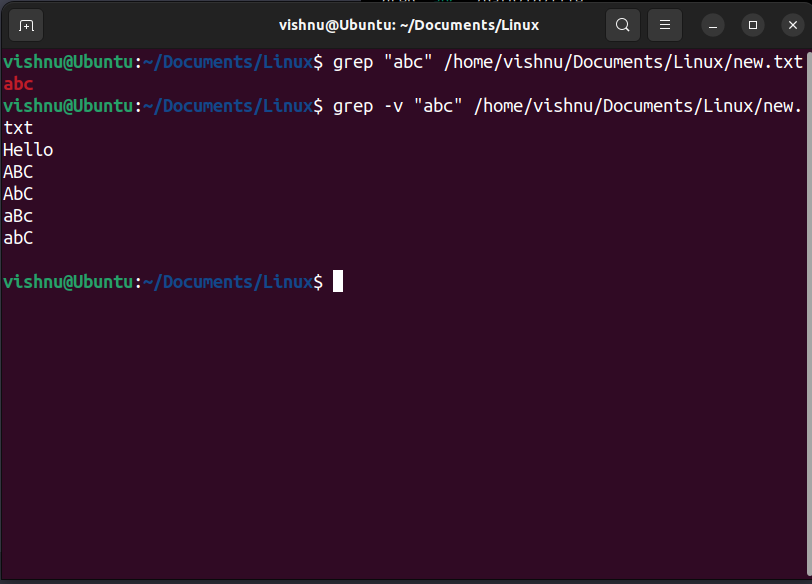 vishnu@Ubuntu: ~/Documents/Linux
vishnu@Ubuntu:~/Documents/Linux$ grep "abc" /home/vishnu/Documents/Linux/new.txt
abc
vishnu@Ubuntu:~/Documents/Linux$ grep -v "abc" /home/vishnu/Documents/Linux/new.
txt
Hello
ABC
AbC
aBc
abC
vishnu@Ubuntu:~/Documents/Linux$